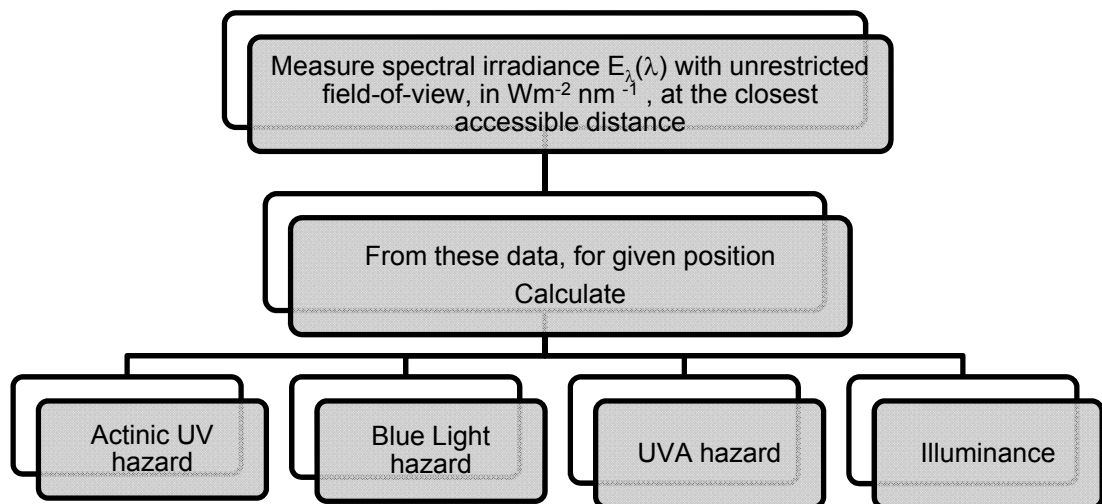 Measure spectral irradiance Eλ(λ) with unrestricted
field-of-view, in Wm-2 nm -1 , at the closest
accessible distance
From these data, for given position
Calculate
Actinic UV
hazard
Blue Light
hazard
UVA hazard
Illuminance